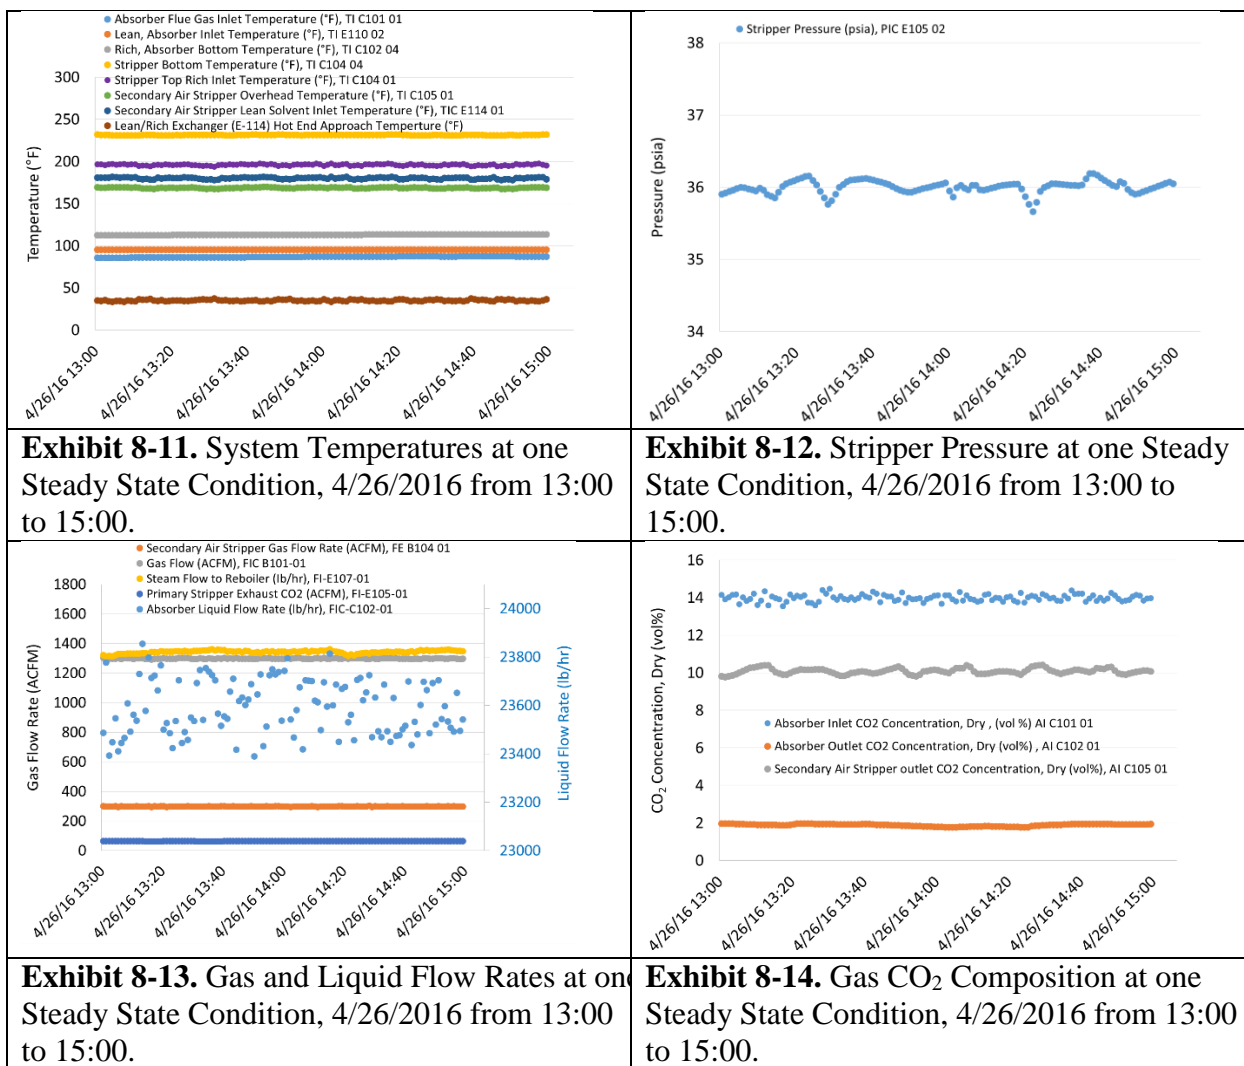 Absorber Flue Gas Inlet Temperature (°F), TI C101 01
Lean, Absorber Inlet Temperature (°F), TI E110 02
Rich, Absorber Bottom Temperature (°F), TI C102 04
Stripper Bottom Temperature (°F), TI C104 04
Stripper Top Rich Inlet Temperature (°F), TI C104 01
Secondary Air Stripper Overhead Temperature (°F), TI C105 01
Secondary Air Stripper Lean Solvent Inlet Temperature (°F), TIC E114 01
Lean/Rich Exchanger (E-114) Hot End Approach Temperture (°F)
300
250
200
150
100
50
0
Temperature (°F)
4/26/16 13:00
4/26/16 13:20
4/26/16 13:40
4/26/16 14:00
4/26/16 14:20
4/26/16 14:40
4/26/16 15:00
Exhibit 8-11. System Temperatures at one
Steady State Condition, 4/26/2016 from 13:00
to 15:00.
Stripper Pressure (psia), PIC E105 02
38
37
36
35
34
Pressure (psia)
4/26/16 13:00
4/26/16 13:20
4/26/16 13:40
4/26/16 14:00
4/26/16 14:20
4/26/16 14:40
4/26/16 15:00
Exhibit 8-12. Stripper Pressure at one Steady
State Condition, 4/26/2016 from 13:00 to
15:00.
Secondary Air Stripper Gas Flow Rate (ACFM), FE B104 01
Gas Flow (ACFM), FIC B101-01
Steam Flow to Reboiler (lb/hr), FI-E107-01
Primary Stripper Exhaust CO2 (ACFM), FI-E105-01
Absorber Liquid Flow Rate (lb/hr), FIC-C102-01
1800
1600
1400
1200
1000
800
600
400
200
0
Gas Flow Rate (ACFM)
24000
23800
23600
23400
23200
23000
Liquid Flow Rate (lb/hr)
4/26/16 13:00
4/26/16 13:20
4/26/16 13:40
4/26/16 14:00
4/26/16 14:20
4/26/16 14:40
4/26/16 15:00
Exhibit 8-13. Gas and Liquid Flow Rates at one
Steady State Condition, 4/26/2016 from 13:00
to 15:00.
16
14
12
10
8
6
4
2
0
CO₂ Concentration, Dry (vol%)
Absorber Inlet CO2 Concentration, Dry , (vol %) AI C101 01
Absorber Outlet CO2 Concentration, Dry (vol%) , AI C102 01
Secondary Air Stripper outlet CO2 Concentration, Dry (vol%), AI C105 01
4/26/16 13:00
4/26/16 13:20
4/26/16 13:40
4/26/16 14:00
4/26/16 14:20
4/26/16 14:40
4/26/16 15:00
Exhibit 8-14. Gas CO₂ Composition at one
Steady State Condition, 4/26/2016 from 13:00
to 15:00.